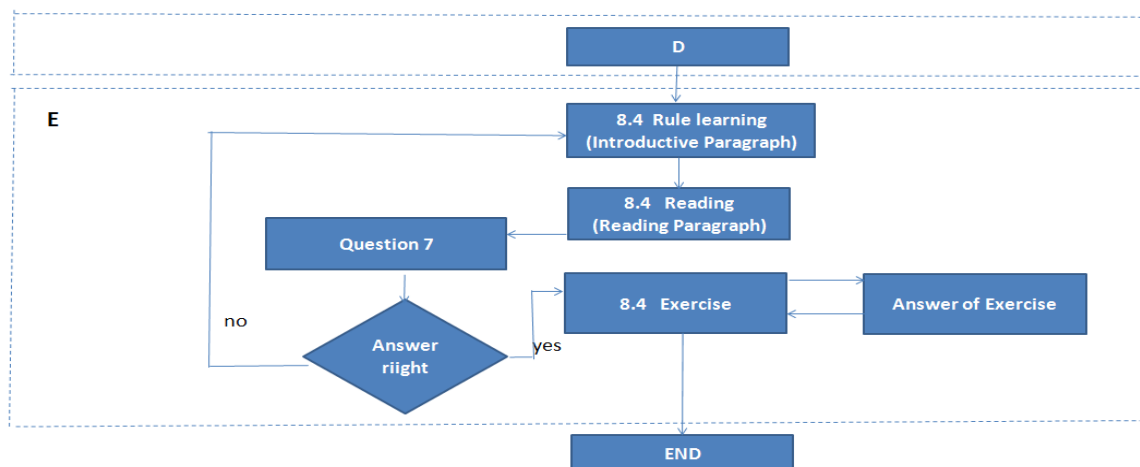 D
E
8.4 Rule learning
(Introductive Paragraph)
8.4 Reading
(Reading Paragraph)
Question 7
8.4 Exercise
Answer of Exercise
no
Answer
riight
yes
END